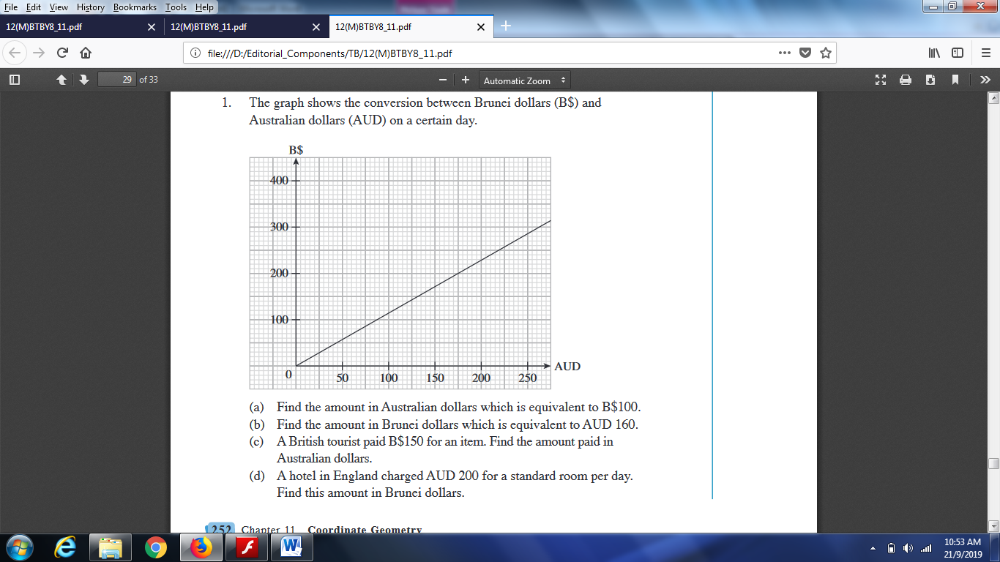 File Edit View History Bookmarks Tools Help
12(M)BTBY8_11.pdf 12(M)BTBY8_11.pdf 12(M)BTBY8_11.pdf
file:///D:/Editorial_Components/TB/12(M)BTBY8_11.pdf
29 of 33 Automatic Zoom
1. The graph shows the conversion between Brunei dollars (B$) and
Australian dollars (AUD) on a certain day.
B$
400
300
200
100
0 50 100 150 200 250 AUD
(a) Find the amount in Australian dollars which is equivalent to B$100.
(b) Find the amount in Brunei dollars which is equivalent to AUD 160.
(c) A British tourist paid B$150 for an item. Find the amount paid in
Australian dollars.
(d) A hotel in England charged AUD 200 for a standard room per day.
Find this amount in Brunei dollars.
252 Chapter 11 Coordinate Geometry
10:53 AM
21/9/2019